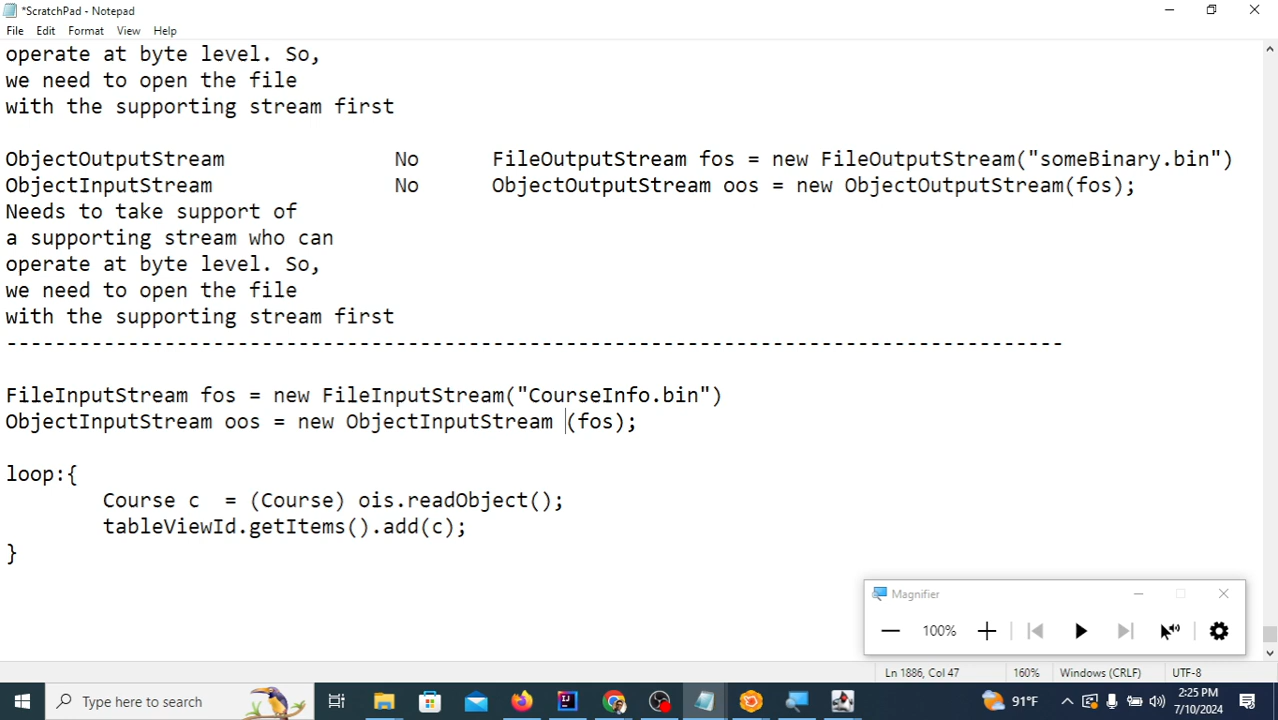 *ScratchPad - Notepad
File Edit Format View Help
operate at byte level. So,
we need to open the file
with the supporting stream first
ObjectOutputStream No FileOutputStream fos = new FileOutputStream("someBinary.bin")
ObjectInputStream No ObjectOutputStream oos = new ObjectOutputStream(fos);
Needs to take support of
a supporting stream who can
operate at byte level. So,
we need to open the file
with the supporting stream first
---------------------------------------------------------------------------------------
FileInputStream fos = new FileInputStream("CourseInfo.bin")
ObjectInputStream oos = new ObjectInputStream (fos);
loop:{
Course c  = (Course) ois.readObject();
tableViewId.getItems().add(c);
}
Magnifier
100%
Ln 1886, Col 47 160% Windows (CRLF) UTF-8
Type here to search 91°F 2:25 PM
7/10/2024